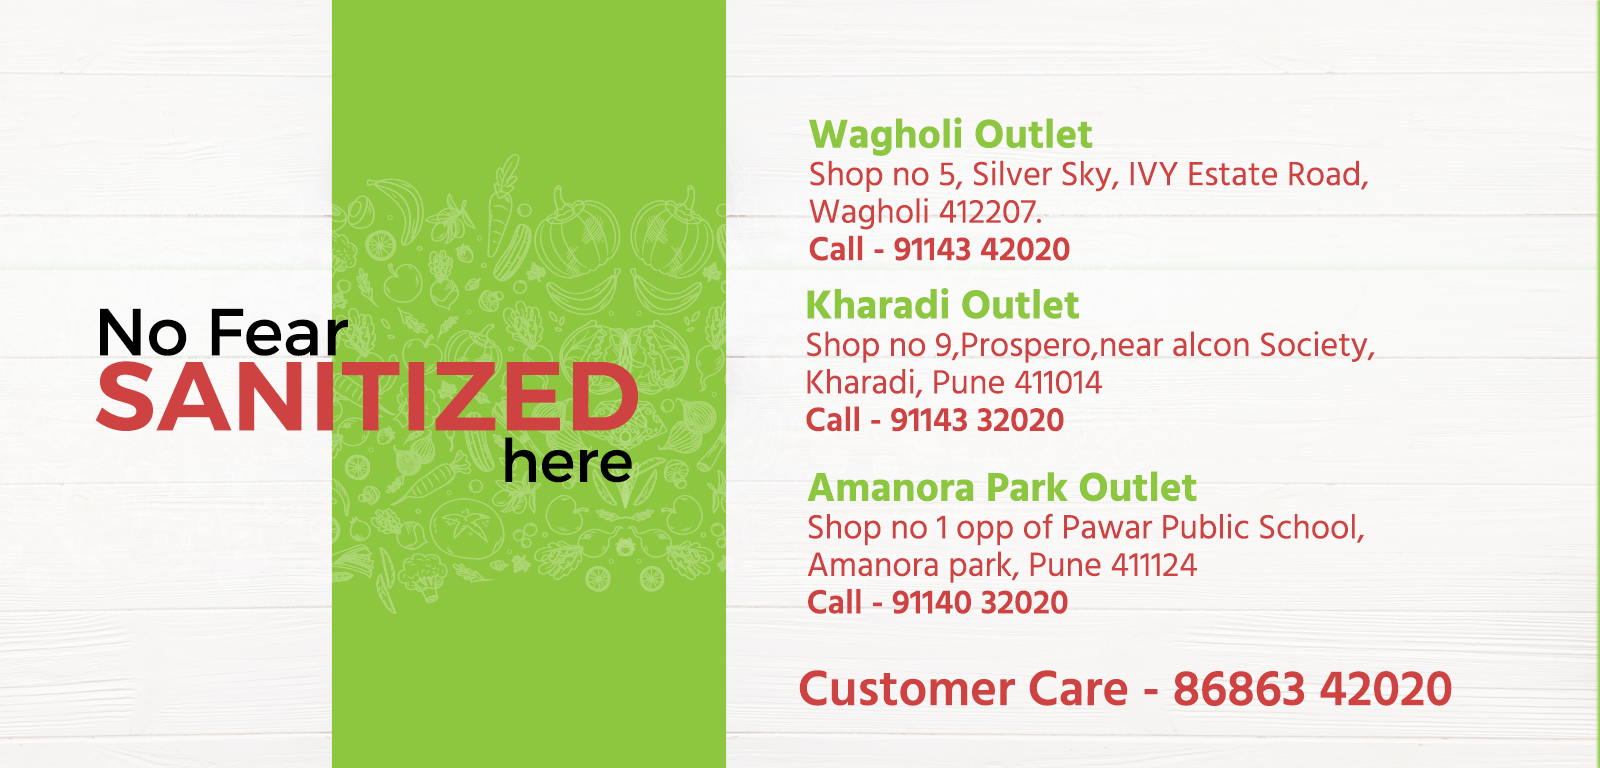 No Fear
SANITIZED
here
Wagholi Outlet
Shop no 5, Silver Sky, IVY Estate Road,
Wagholi 412207.
Call - 91143 42020
Kharadi Outlet
Shop no 9,Prospero,near alcon Society,
Kharadi, Pune 411014
Call - 91143 32020
Amanora Park Outlet
Shop no 1 opp of Pawar Public School,
Amanora park, Pune 411124
Call - 91140 32020
Customer Care - 86863 42020